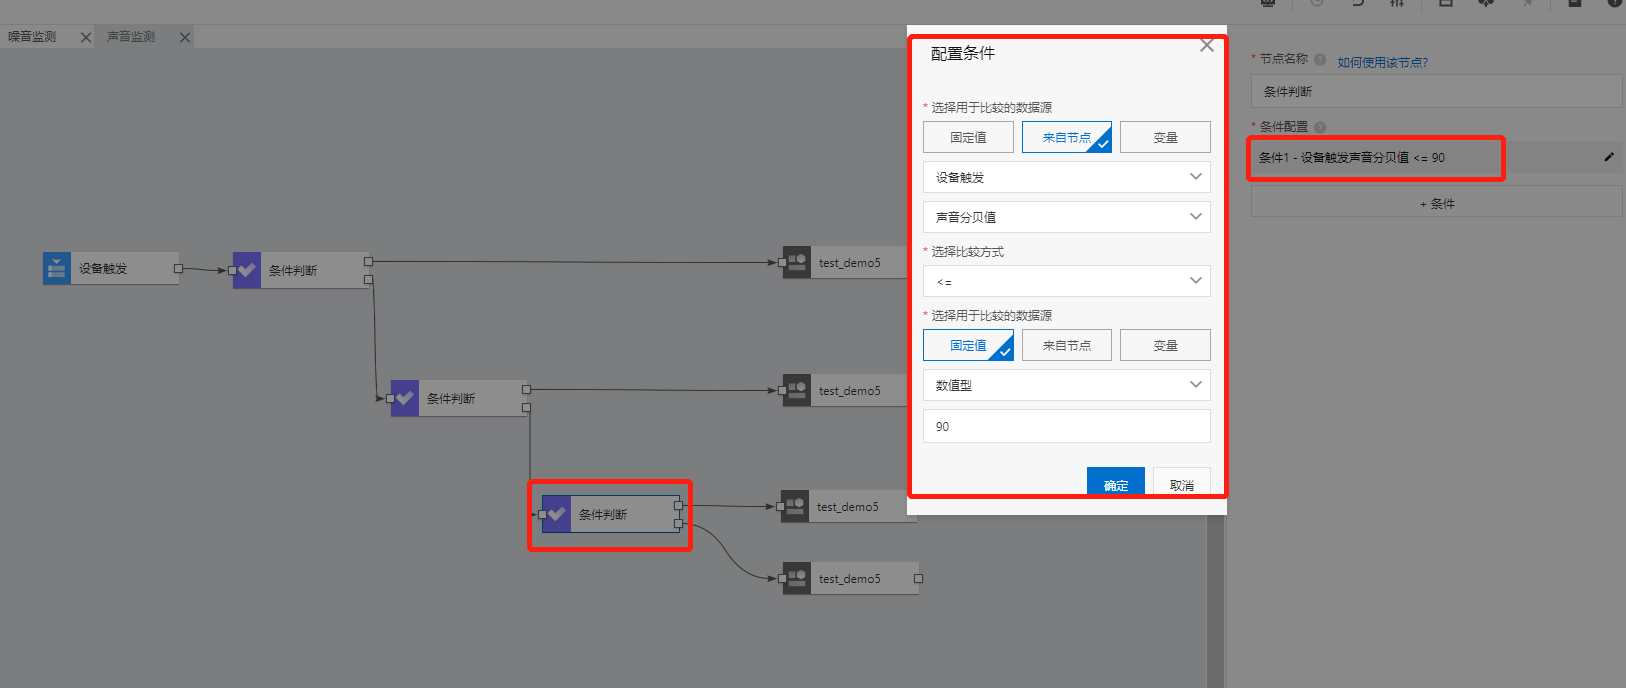 噪音监测
声音监测
设备触发
条件判断
test_demo5
条件判断
test_demo5
条件判断
test_demo5
test_demo5
配置条件
* 选择用于比较的数据源
固定值
来自节点
变量
设备触发
声音分贝值
* 选择比较方式
<=
* 选择用于比较的数据源
固定值
来自节点
变量
数值型
90
确定
取消
* 节点名称 ? 如何使用该节点?
条件判断
* 条件配置 ?
条件1 - 设备触发声音分贝值 <= 90
+ 条件